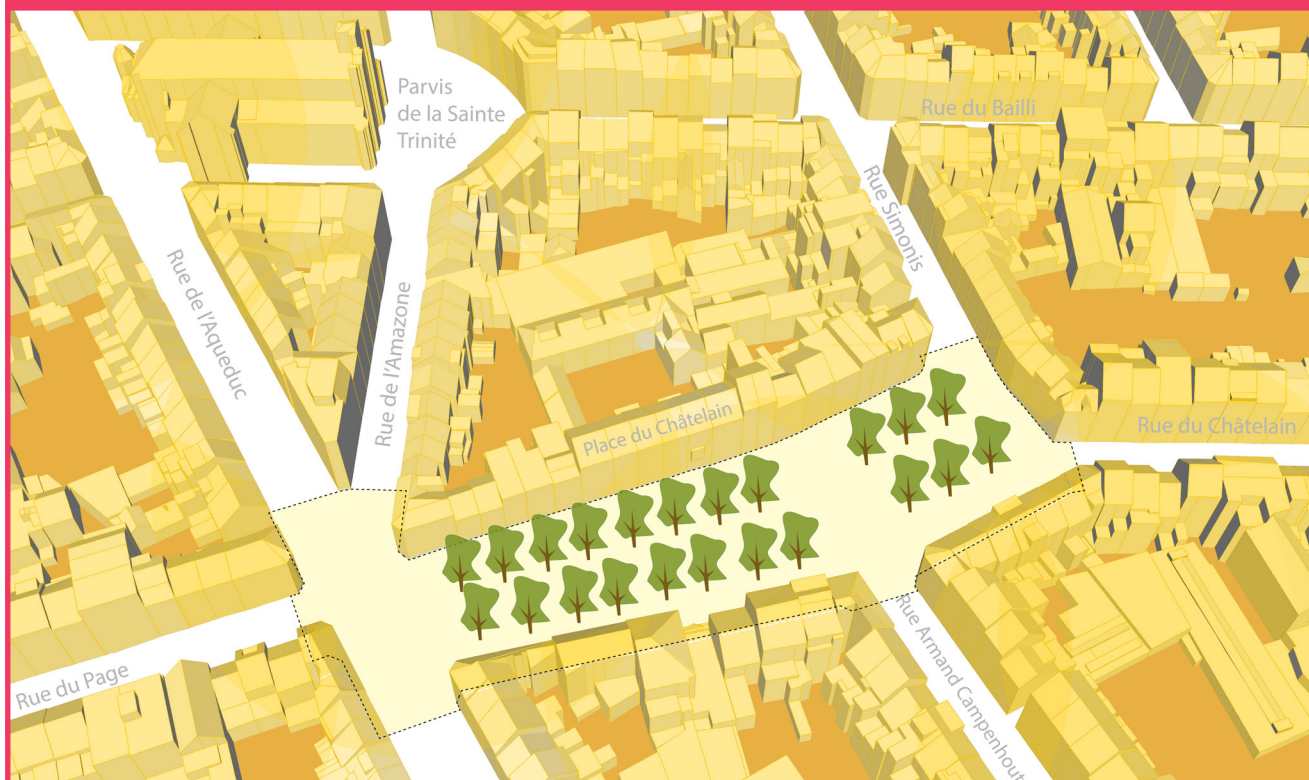 Parvis
de la Sainte
Trinité
Rue du Bailli
Rue Simonis
Rue de l'Aqueduc
Rue de l'Amazone
Place du Châtelain
Rue du Châtelain
Rue du Page
Rue Armand Campenhout